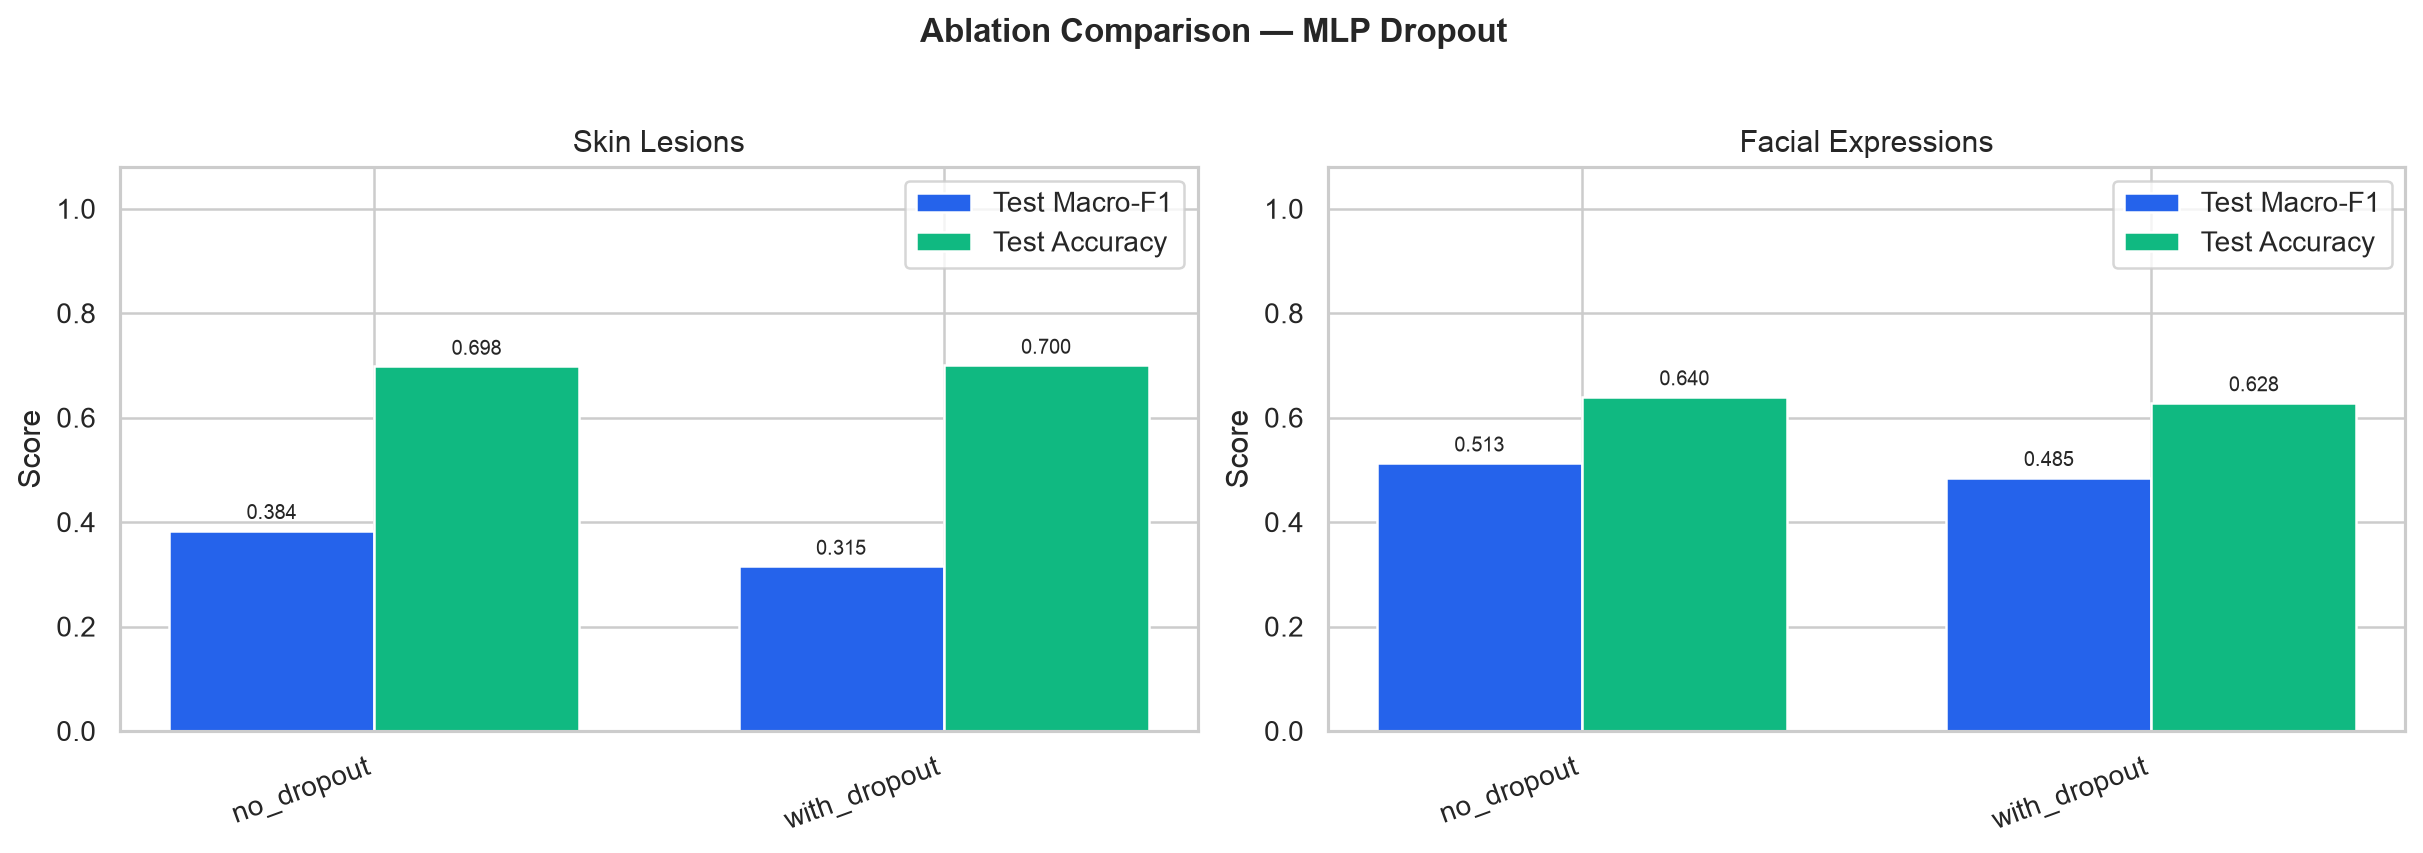 Ablation Comparison — MLP Dropout
Skin Lesions
Test Macro-F1
Test Accuracy
Score
1.0
0.8
0.6
0.4
0.2
0.0
0.384
0.698
0.315
0.700
no_dropout
with_dropout
Facial Expressions
Test Macro-F1
Test Accuracy
Score
1.0
0.8
0.6
0.4
0.2
0.0
0.513
0.640
0.485
0.628
no_dropout
with_dropout